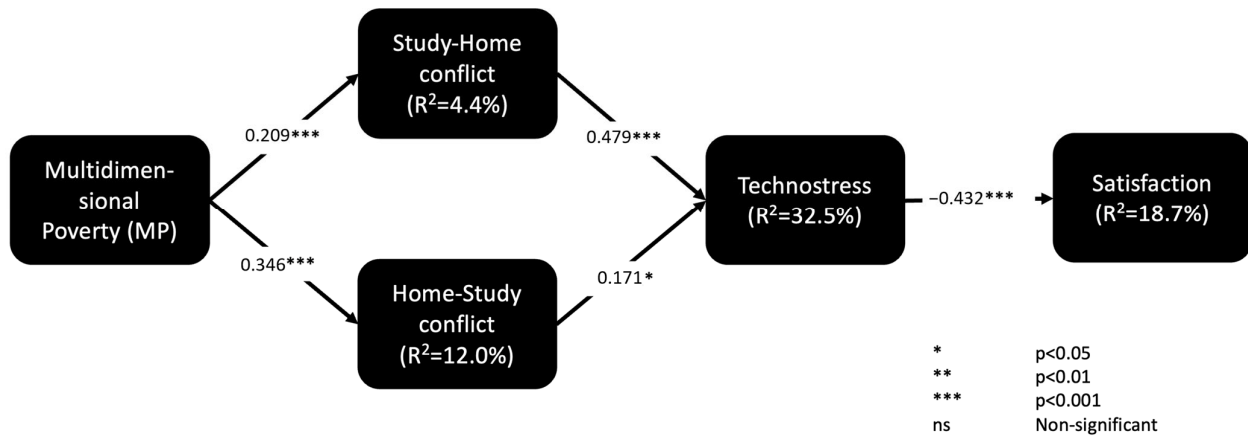 Multidimen-
sional
Poverty (MP)
0.209***
0.346***
Study-Home
conflict
(R²=4.4%)
Home-Study
conflict
(R²=12.0%)
0.479***
0.171*
Technostress
(R²=32.5%)
−0.432***
Satisfaction
(R²=18.7%)
* p<0.05
** p<0.01
*** p<0.001
ns Non-significant